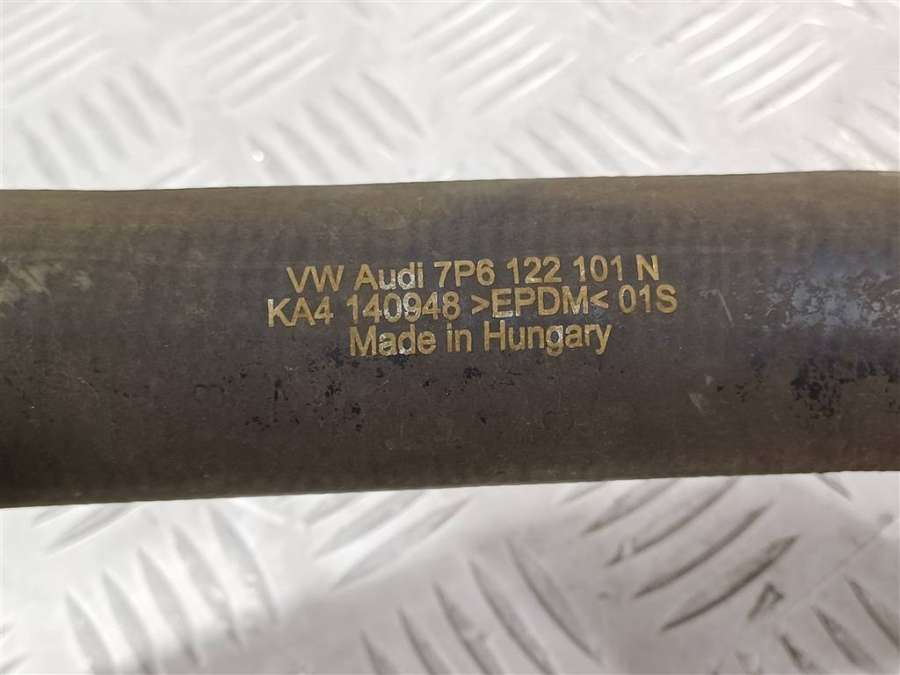 VW Audi 7P6 122 101 N
KA4 140948 >EPDM< 01S
Made in Hungary